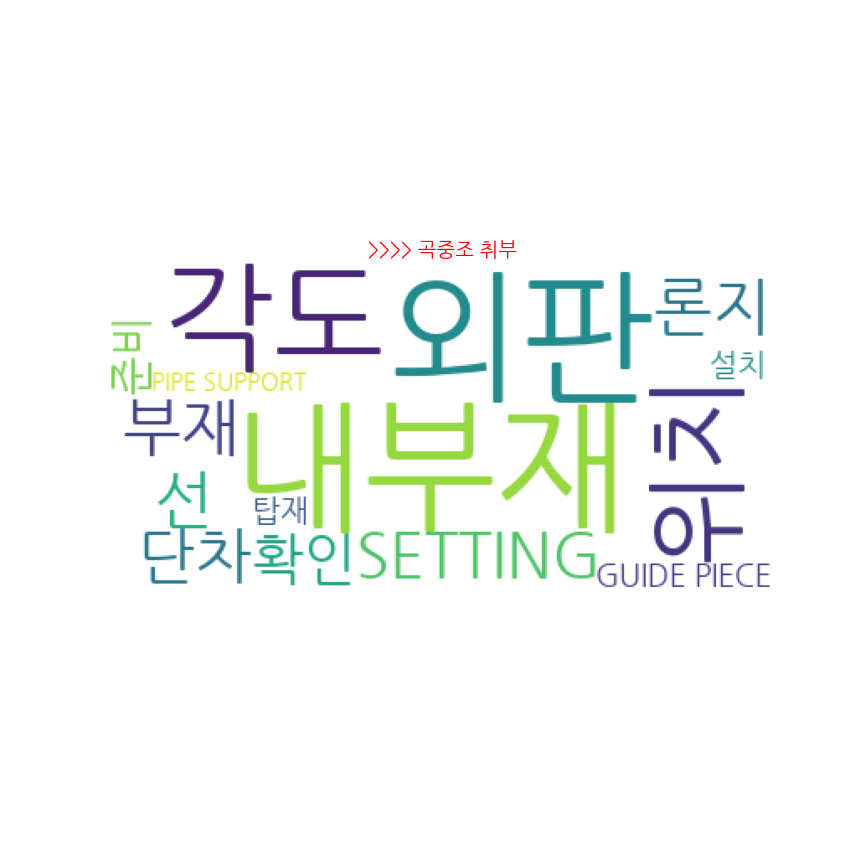 >>>> 곡중조 취부
각도
외판
론지
준비
설치
PIPE SUPPORT
위치
부재
내부재
선
탑재
단차
확인
SETTING
GUIDE PIECE